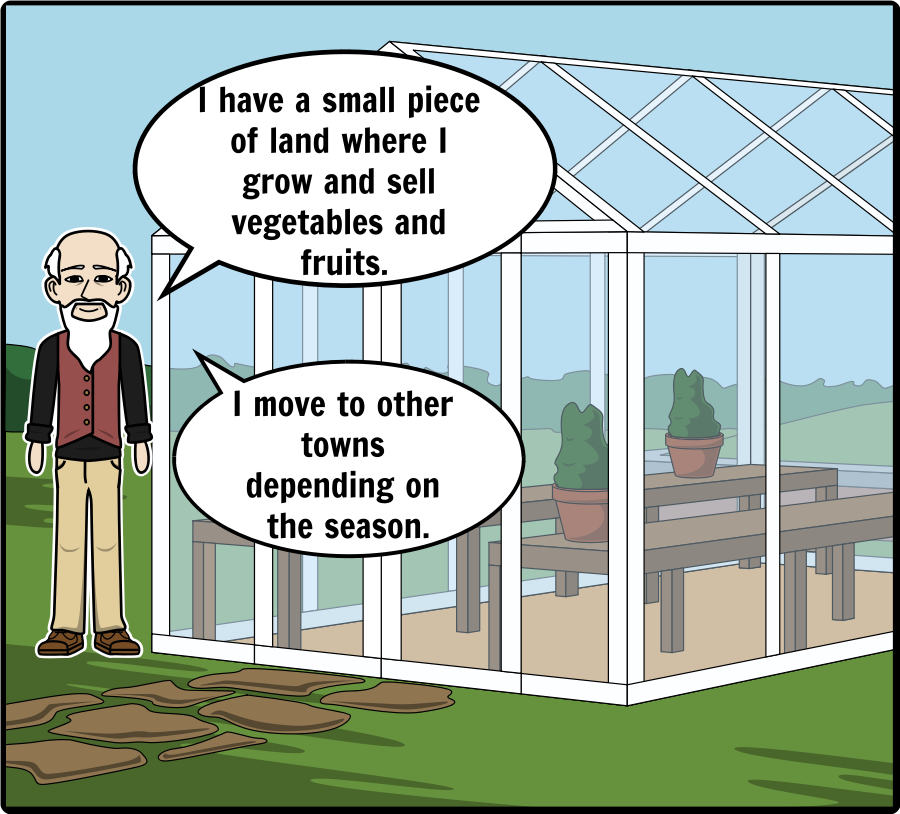 I have a small piece
of land where I
grow and sell
vegetables and
fruits.
I move to other
towns
depending on
the season.